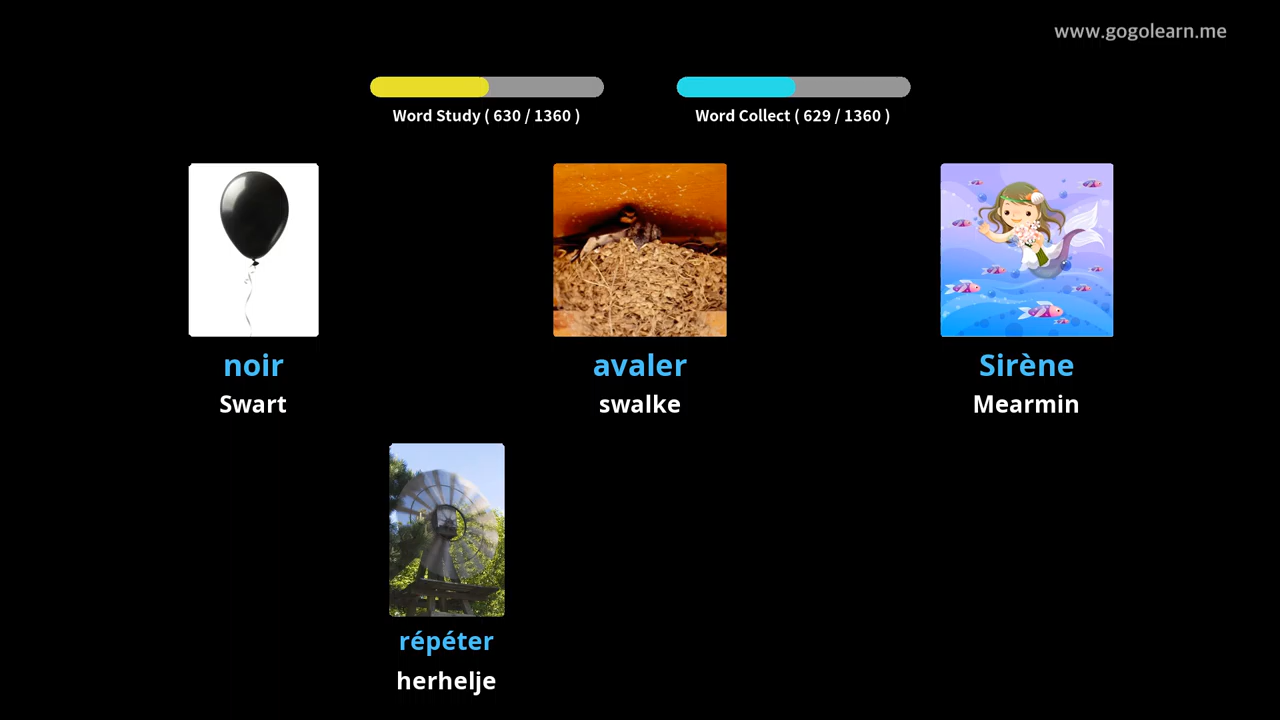 www.gogolearn.me
Word Study ( 630 / 1360 )
Word Collect ( 629 / 1360 )
noir
Swart
avaler
swalke
Sirène
Mearmin
répéter
herhelje